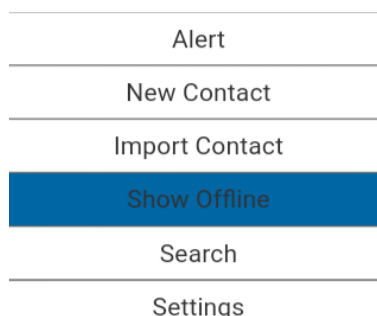 Alert
New Contact
Import Contact
Show Offline
Search
Settings